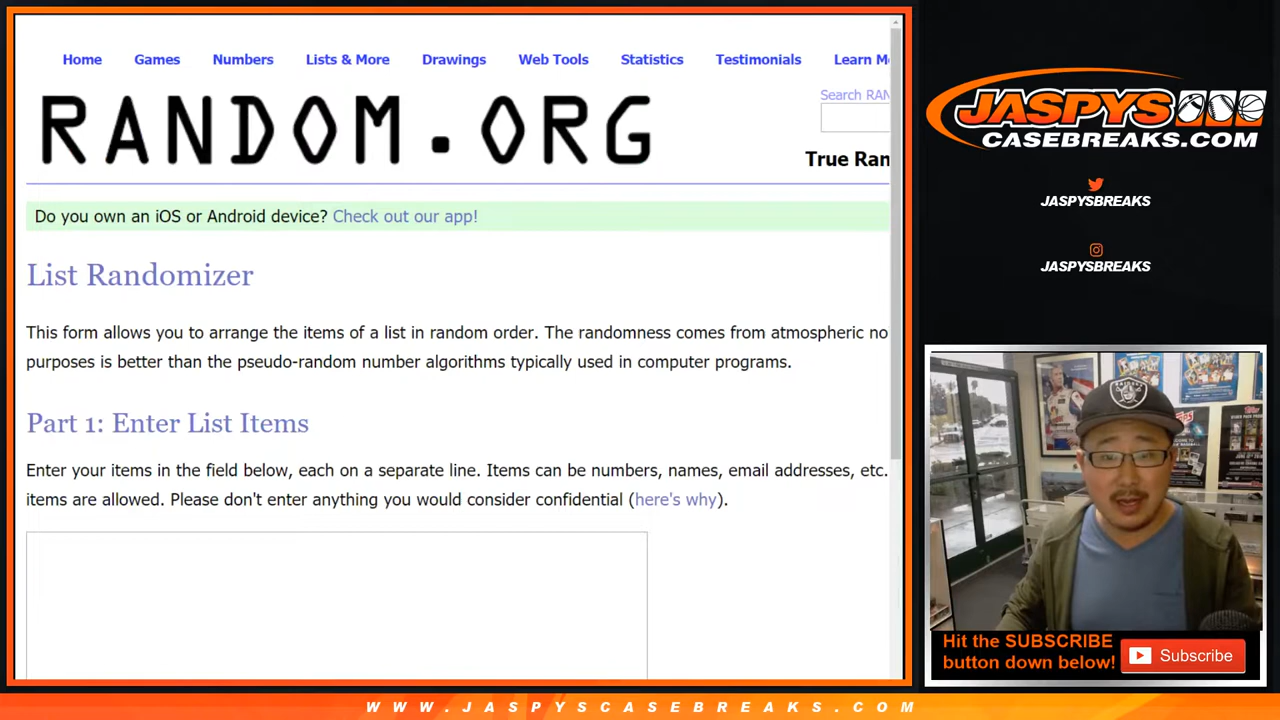 Home Games Numbers Lists & More Drawings Web Tools Statistics Testimonials Learn Mo
RANDOM.ORG
Search RAN
True Ran
Do you own an iOS or Android device? Check out our app!
List Randomizer
This form allows you to arrange the items of a list in random order. The randomness comes from atmospheric no
purposes is better than the pseudo-random number algorithms typically used in computer programs.
Part 1: Enter List Items
Enter your items in the field below, each on a separate line. Items can be numbers, names, email addresses, etc.
items are allowed. Please don't enter anything you would consider confidential (here's why).
JASPYS
CASEBREAKS.COM
JASPYSBREAKS
JASPYSBREAKS
RAIDERS
Hit the SUBSCRIBE
button down below!
Subscribe
WWW.JASPYSCASEBREAKS.COM